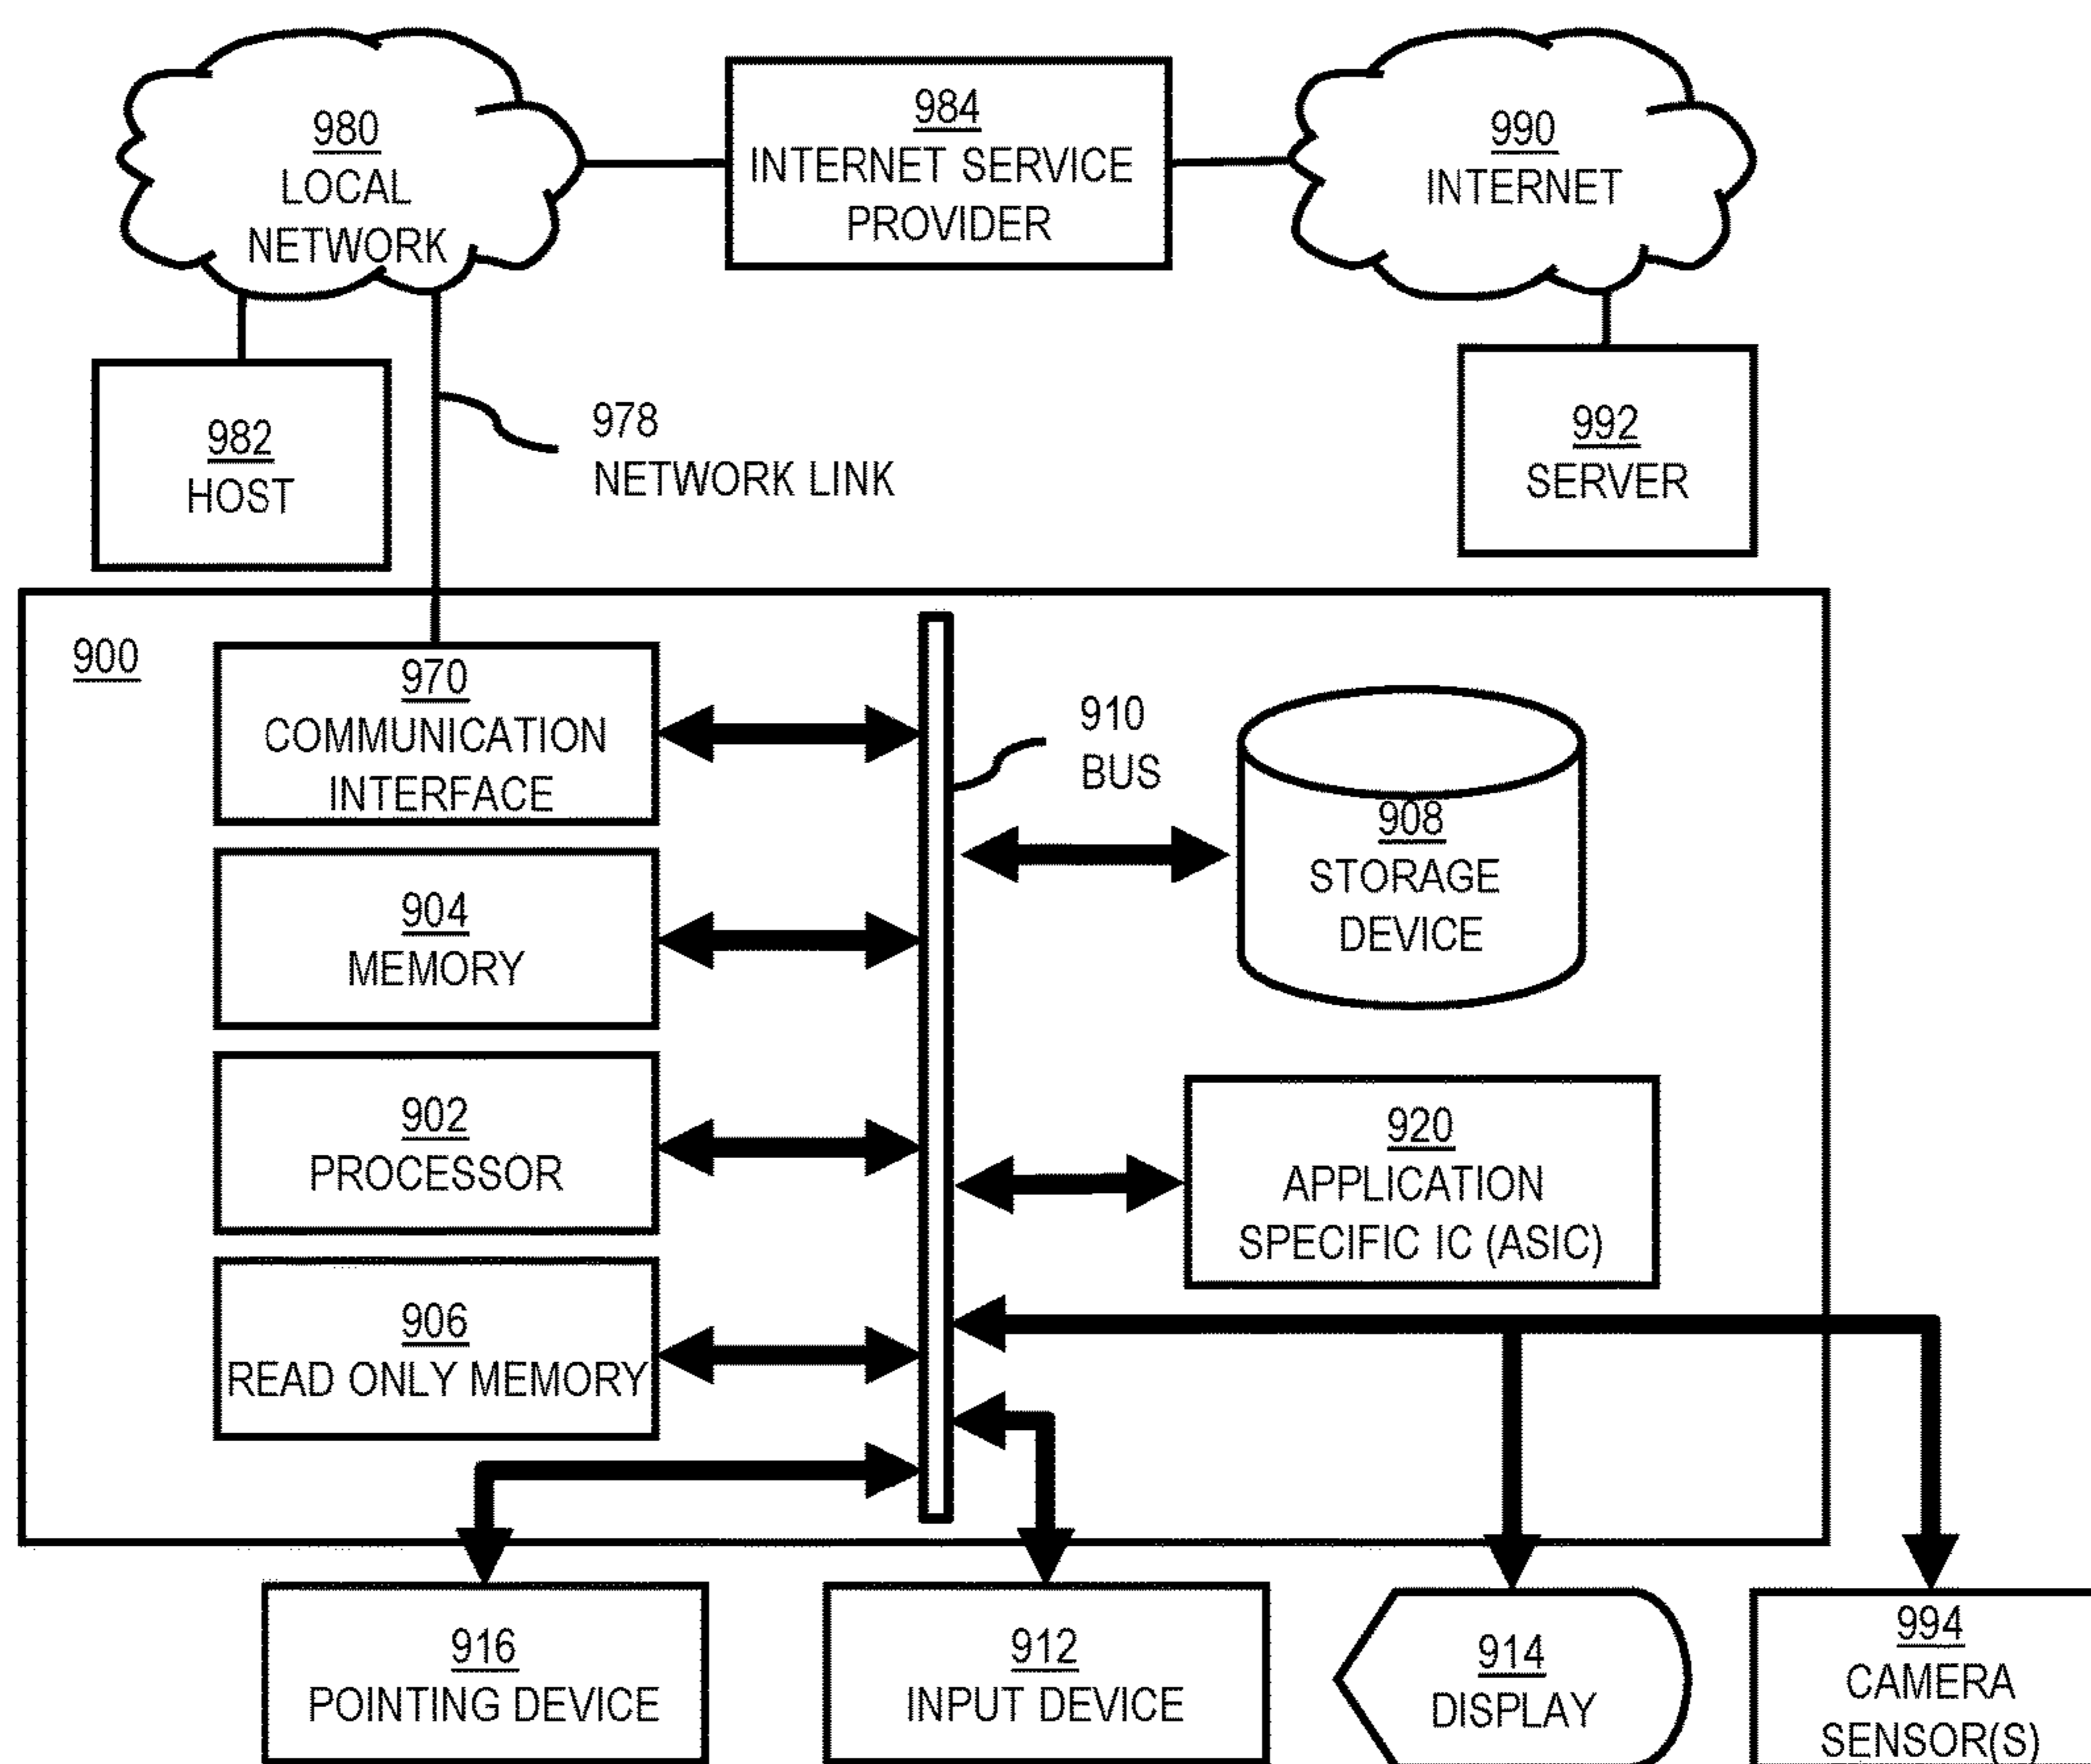 980
LOCAL
NETWORK
984
INTERNET SERVICE
PROVIDER
990
INTERNET
982
HOST
978
NETWORK LINK
992
SERVER
900
970
COMMUNICATION
INTERFACE
910
BUS
908
STORAGE
DEVICE
904
MEMORY
902
PROCESSOR
920
APPLICATION
SPECIFIC IC (ASIC)
906
READ ONLY MEMORY
916
POINTING DEVICE
912
INPUT DEVICE
914
DISPLAY
994
CAMERA
SENSOR(S)